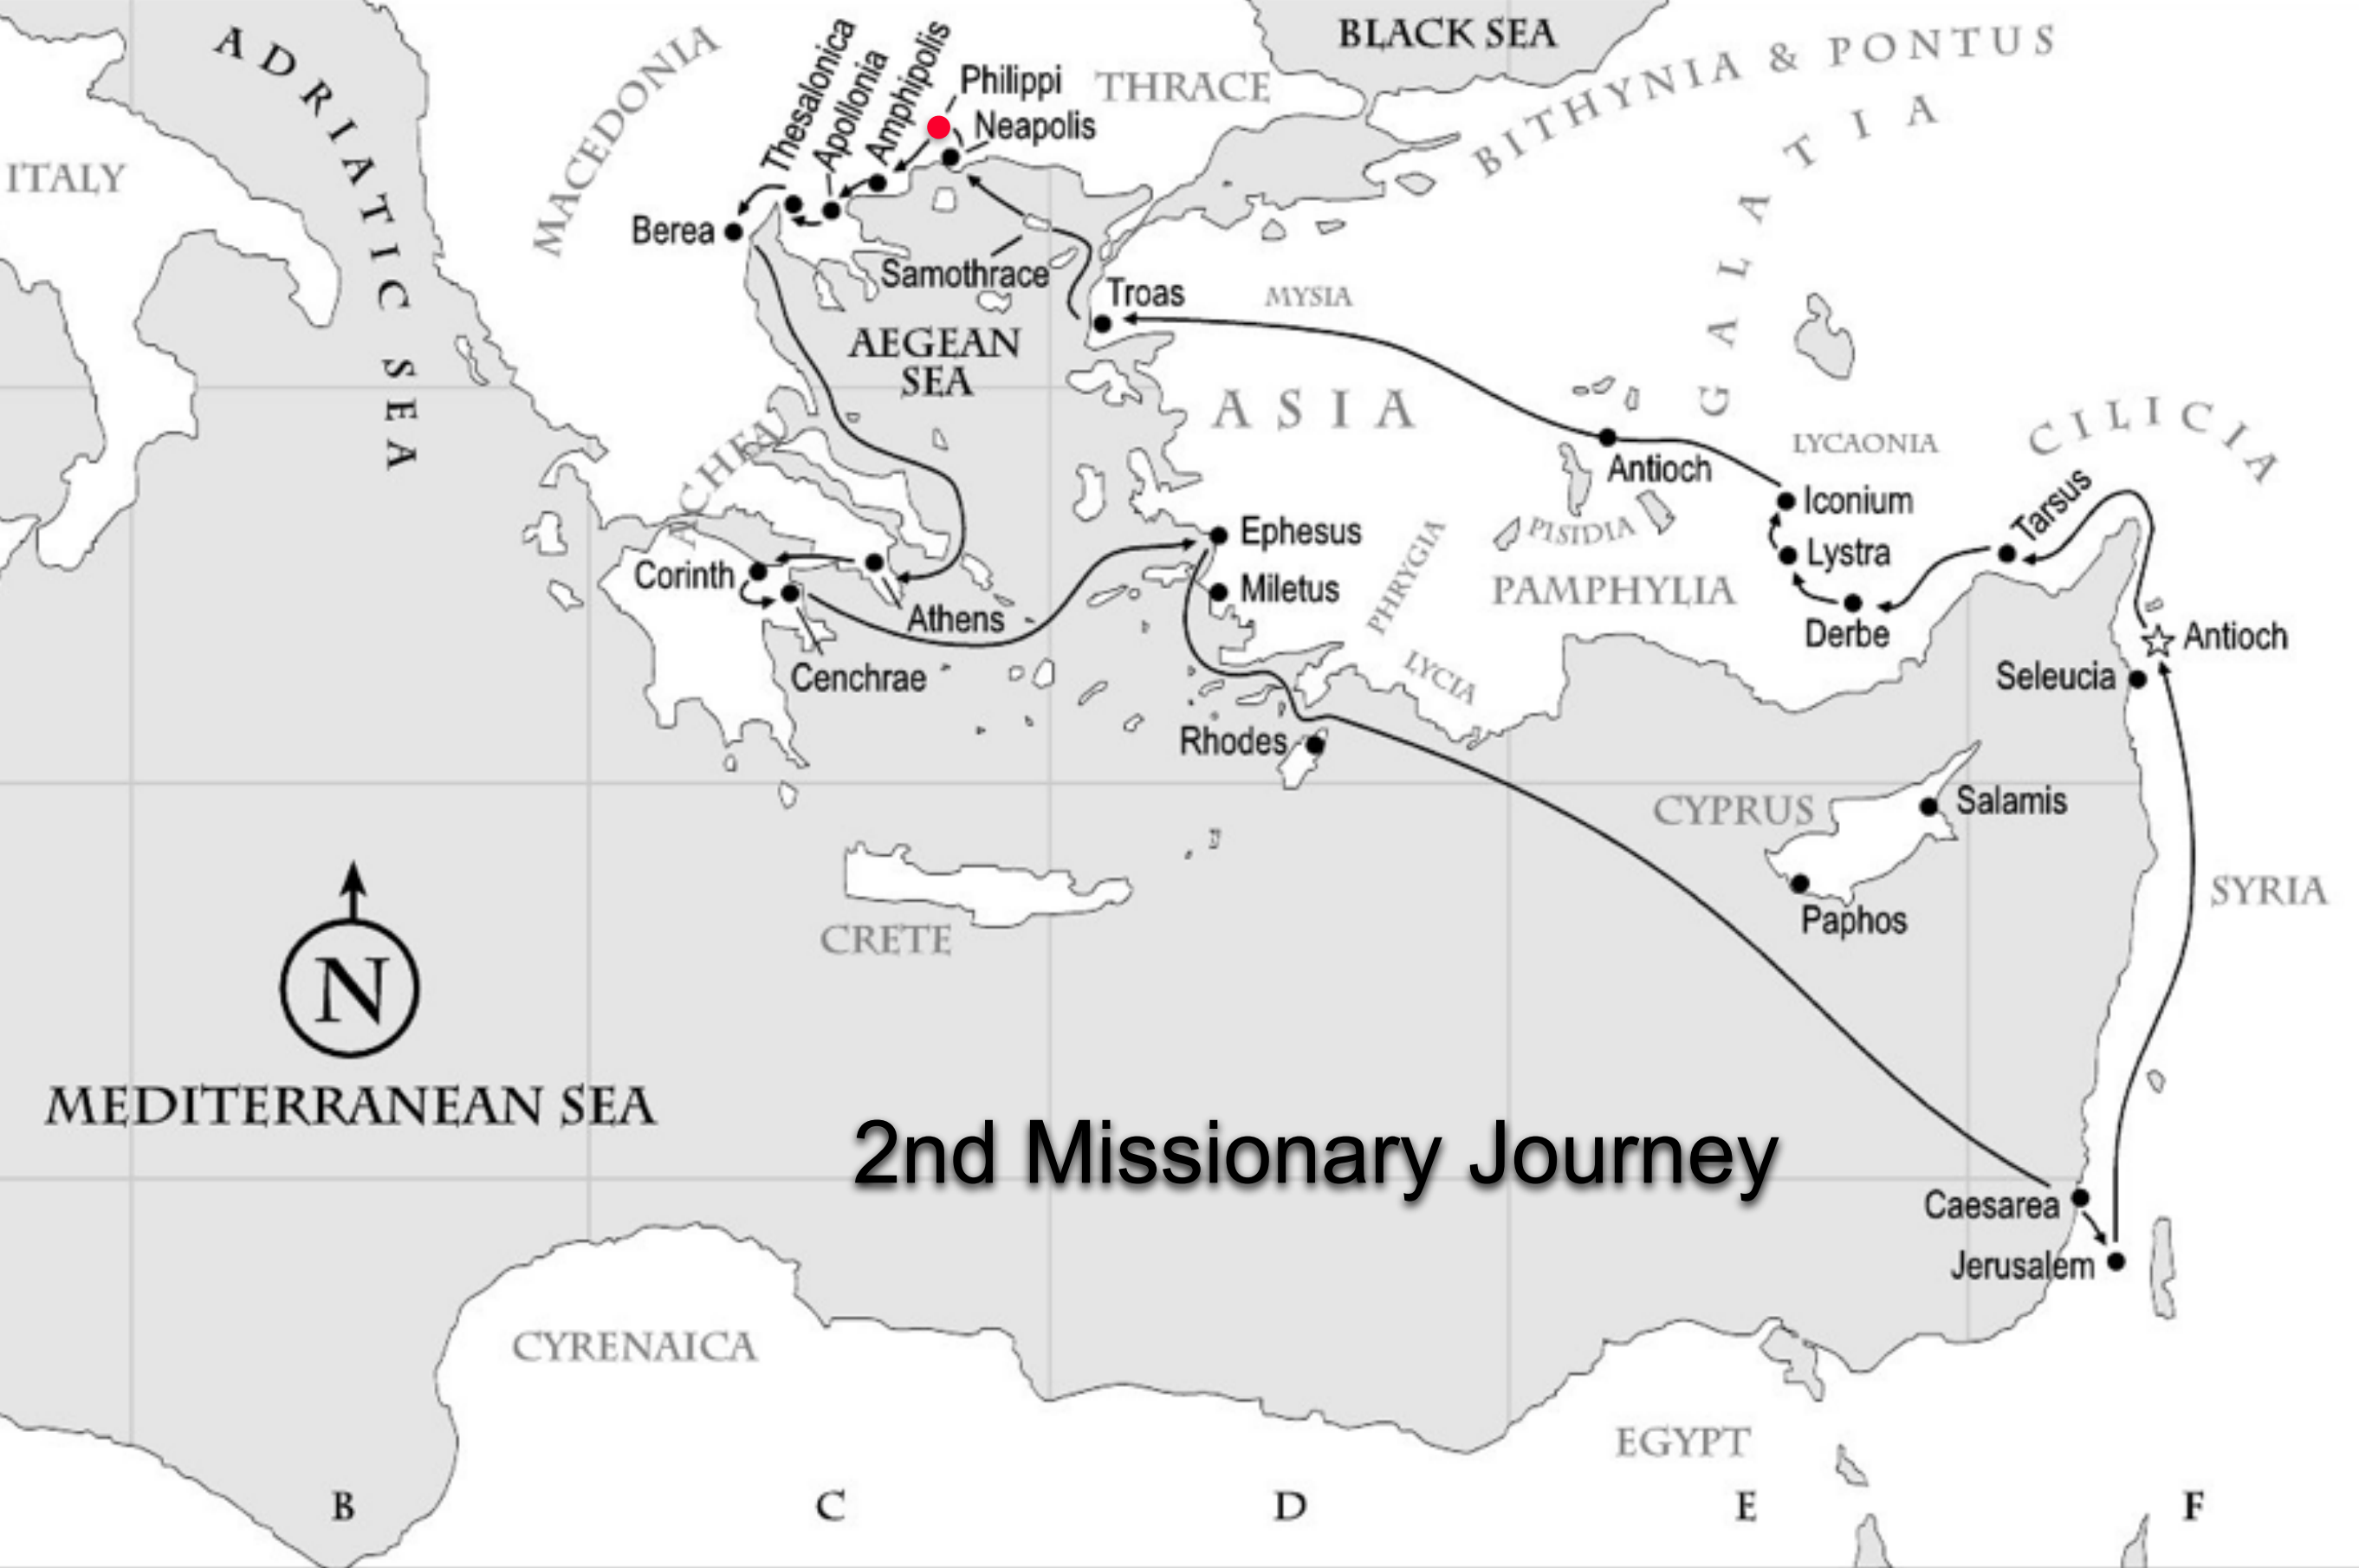 BLACK SEA
ADRIATIC SEA
MACEDONIA
Thesalonica
Apollonia
Amphipolis
Philippi
Neapolis
THRACE
BITHYNIA & PONTUS
GALATIA
ITALY
Berea
Samothrace
Troas
MYSIA
AEGEAN
SEA
ASIA
ACHEA
Antioch
LYCAONIA
CILICIA
Tarsus
Iconium
Lystra
Derbe
PISIDIA
PAMPHYLIA
PHRYGIA
LYCIA
Ephesus
Miletus
Corinth
Athens
Cenchrae
Antioch
Seleucia
Rhodes
CYPRUS
Salamis
Paphos
SYRIA
CRETE
N
MEDITERRANEAN SEA
2nd Missionary Journey
Caesarea
Jerusalem
CYRENAICA
EGYPT
B C D E F